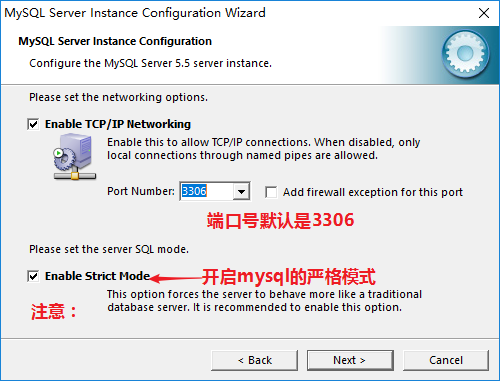 MySQL Server Instance Configuration Wizard
MySQL Server Instance Configuration
Configure the MySQL Server 5.5 server instance.
Please set the networking options.
Enable TCP/IP Networking
Enable this to allow TCP/IP connections. When disabled, only
local connections through named pipes are allowed.
Port Number: 3306 Add firewall exception for this port
端口号默认是3306
Please set the server SQL mode.
Enable Strict Mode 开启mysql的严格模式
This option forces the server to behave more like a traditional
database server. It is recommended to enable this option.
注意：
< Back Next > Cancel